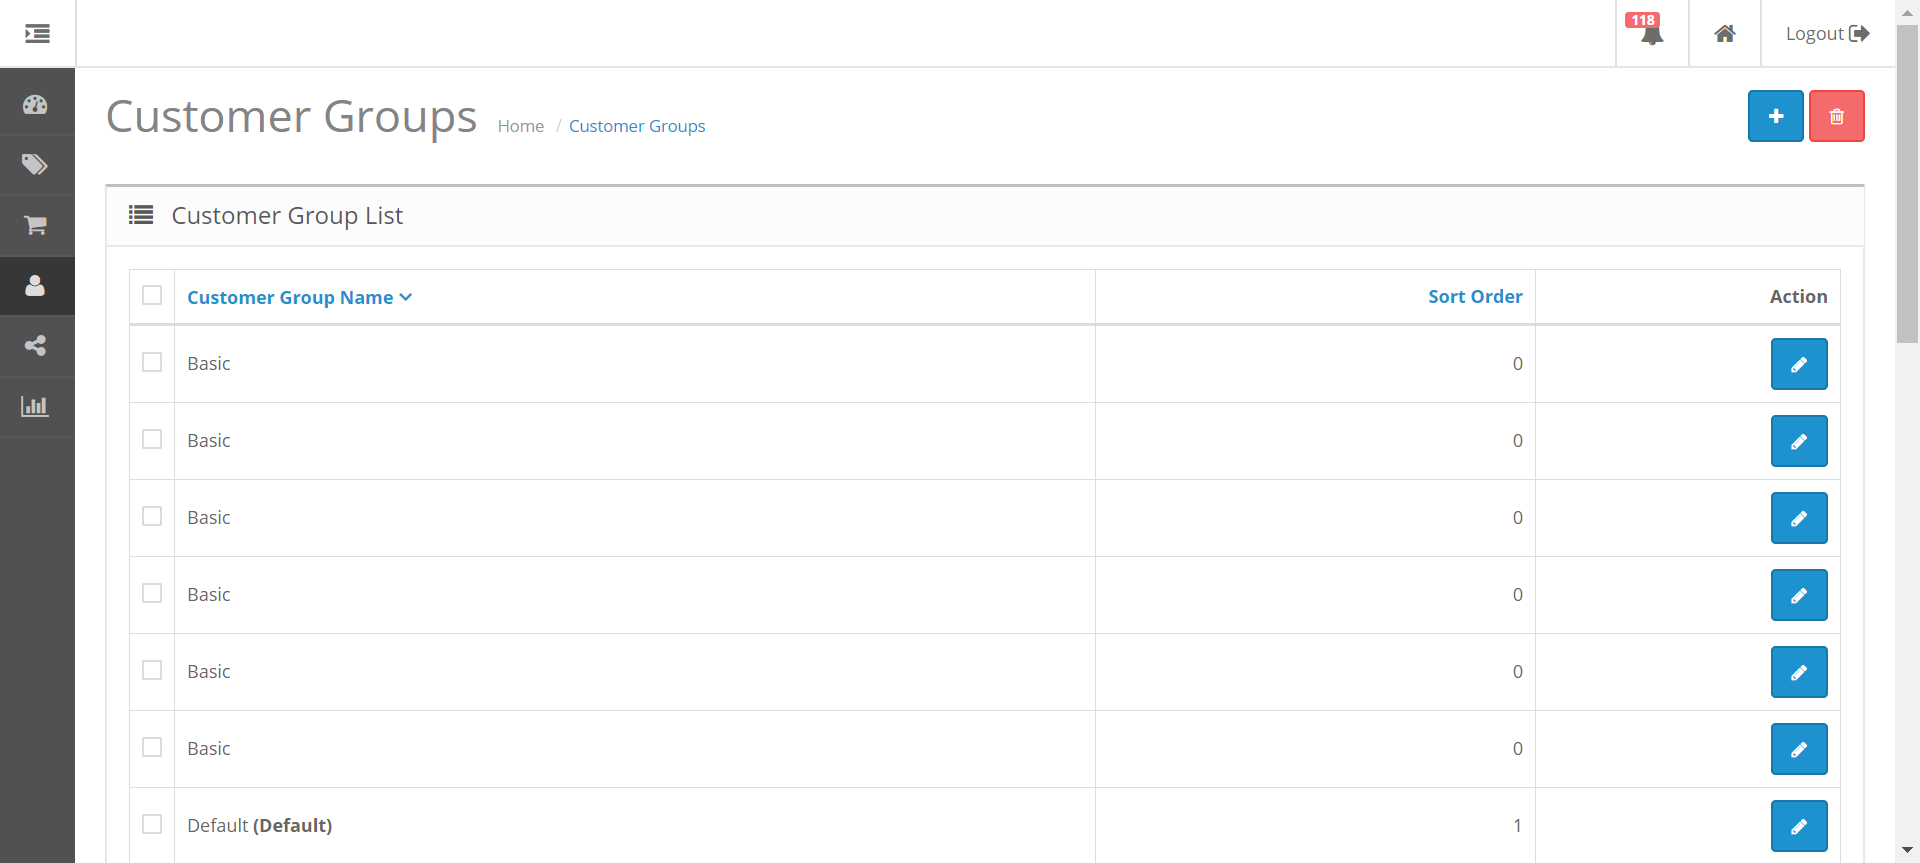 118
Logout
Customer Groups
Home / Customer Groups
Customer Group List
Customer Group Name Sort Order Action
Basic 0
Basic 0
Basic 0
Basic 0
Basic 0
Basic 0
Default (Default) 1